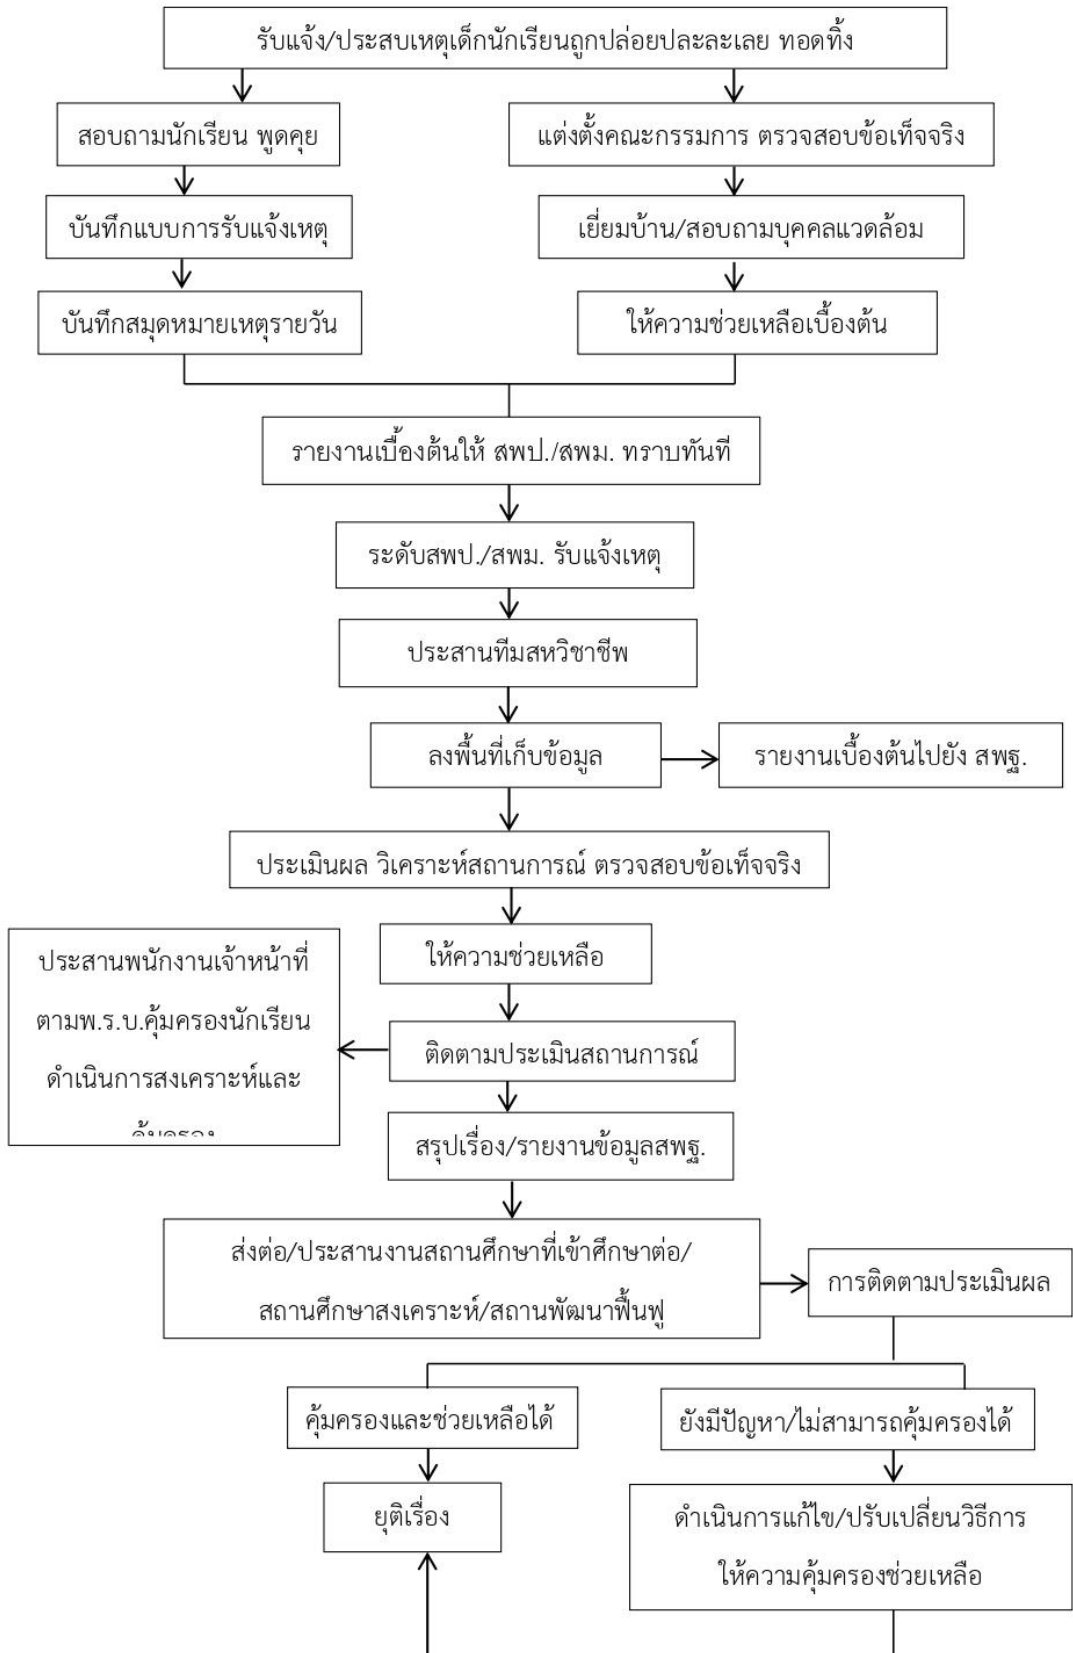 รับแจ้ง/ประสบเหตุเด็กนักเรียนถูกปล่อยปละละเลย ทอดทิ้ง
สอบถามนักเรียน พูดคุย
แต่งตั้งคณะกรรมการ ตรวจสอบข้อเท็จจริง
บันทึกแบบการรับแจ้งเหตุ
เยี่ยมบ้าน/สอบถามบุคคลแวดล้อม
บันทึกสมุดหมายเหตุรายวัน
ให้ความช่วยเหลือเบื้องต้น
รายงานเบื้องต้นให้ สพป./สพม. ทราบทันที
ระดับสพป./สพม. รับแจ้งเหตุ
ประสานทีมสหวิชาชีพ
ลงพื้นที่เก็บข้อมูล
รายงานเบื้องต้นไปยัง สพฐ.
ประเมินผล วิเคราะห์สถานการณ์ ตรวจสอบข้อเท็จจริง
ให้ความช่วยเหลือ
ประสานพนักงานเจ้าหน้าที่
ตามพ.ร.บ.คุ้มครองนักเรียน
ดำเนินการสงเคราะห์และ
คุ้มครอง
ติดตามประเมินสถานการณ์
สรุปเรื่อง/รายงานข้อมูลสพฐ.
ส่งต่อ/ประสานงานสถานศึกษาที่เข้าศึกษาต่อ/
สถานศึกษาสงเคราะห์/สถานพัฒนาฟื้นฟู
การติดตามประเมินผล
คุ้มครองและช่วยเหลือได้
ยังมีปัญหา/ไม่สามารถคุ้มครองได้
ยุติเรื่อง
ดำเนินการแก้ไข/ปรับเปลี่ยนวิธีการ
ให้ความคุ้มครองช่วยเหลือ